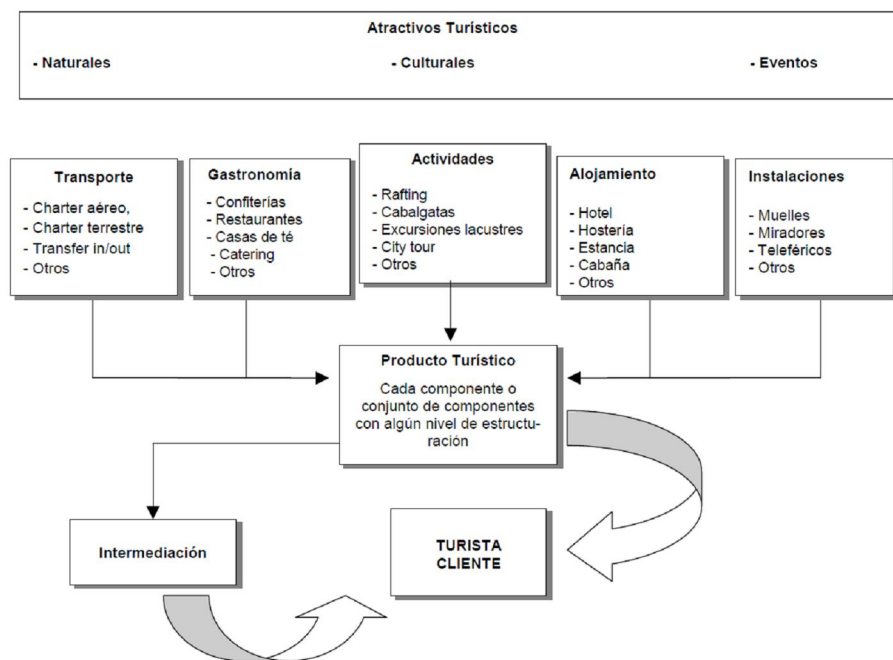 Atractivos Turísticos
- Naturales
- Culturales
- Eventos
Transporte
- Charter aéreo,
- Charter terrestre
- Transfer in/out
- Otros
Gastronomía
- Confiterías
- Restaurantes
- Casas de té
- Catering
- Otros
Actividades
- Rafting
- Cabalgatas
- Excursiones lacustres
- City tour
- Otros
Alojamiento
- Hotel
- Hostería
- Estancia
- Cabaña
- Otros
Instalaciones
- Muelles
- Miradores
- Teleféricos
- Otros
Producto Turístico
Cada componente o
conjunto de componentes
con algún nivel de estructu-
ración
Intermediación
TURISTA
CLIENTE